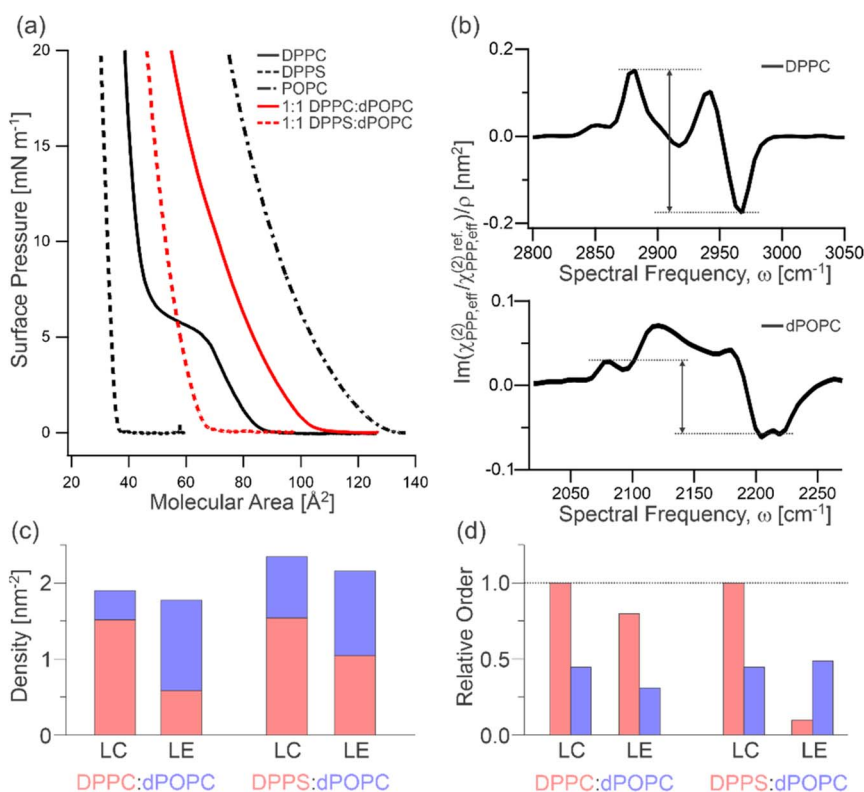 (a)
20
15
10
5
0
Surface Pressure [mN m-1]
DPPC
DPPS
POPC
1:1 DPPC:dPOPC
1:1 DPPS:dPOPC
20 40 60 80 100 120 140
Molecular Area [Å2]
(b)
0.2
0.0
-0.2
DPPC
2800 2850 2900 2950 3000 3050
Spectral Frequency, ω [cm-1]
Im(χ(2)PPP,eff/χ(2) ref.PPP,eff)/ρ [nm2]
0.1
0.0
-0.1
dPOPC
2050 2100 2150 2200 2250
Spectral Frequency, ω [cm-1]
(c)
2
1
0
Density [nm-2]
LC LE LC LE
DPPC:dPOPC DPPS:dPOPC
(d)
1.0
0.5
0.0
Relative Order
LC LE LC LE
DPPC:dPOPC DPPS:dPOPC